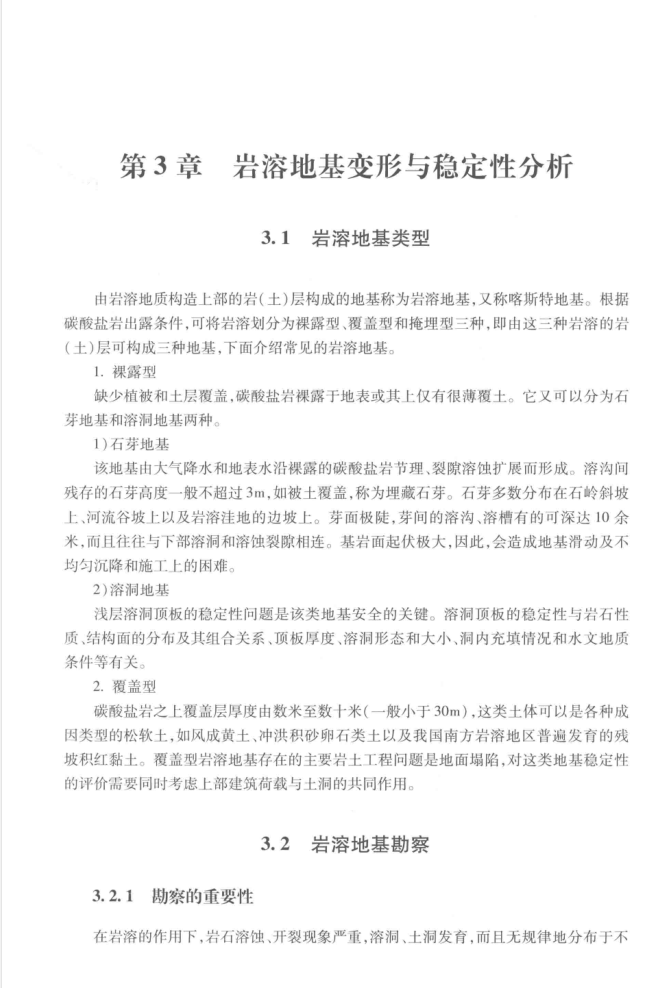 第 3 章　岩溶地基变形与稳定性分析
3. 1　岩溶地基类型
由岩溶地质构造上部的岩(土)层构成的地基称为岩溶地基,又称喀斯特地基。根据
碳酸盐岩出露条件,可将岩溶划分为裸露型、覆盖型和掩埋型三种,即由这三种岩溶的岩
(土)层可构成三种地基,下面介绍常见的岩溶地基。
1. 裸露型
缺少植被和土层覆盖,碳酸盐岩裸露于地表或其上仅有很薄覆土。它又可以分为石
芽地基和溶洞地基两种。
1)石芽地基
该地基由大气降水和地表水沿裸露的碳酸盐岩节理、裂隙溶蚀扩展而形成。溶沟间
残存的石芽高度一般不超过 3m,如被土覆盖,称为埋藏石芽。石芽多数分布在石岭斜坡
上、河流谷坡上以及岩溶洼地的边坡上。芽面极陡,芽间的溶沟、溶槽有的可深达 10 余
米,而且往往与下部溶洞和溶蚀裂隙相连。基岩面起伏极大,因此,会造成地基滑动及不
均匀沉降和施工上的困难。
2)溶洞地基
浅层溶洞顶板的稳定性问题是该类地基安全的关键。溶洞顶板的稳定性与岩石性
质、结构面的分布及其组合关系、顶板厚度、溶洞形态和大小、洞内充填情况和水文地质
条件等有关。
2. 覆盖型
碳酸盐岩之上覆盖层厚度由数米至数十米(一般小于 30m),这类土体可以是各种成
因类型的松软土,如风成黄土、冲洪积砂卵石类土以及我国南方岩溶地区普遍发育的残
坡积红黏土。覆盖型岩溶地基存在的主要岩土工程问题是地面塌陷,对这类地基稳定性
的评价需要同时考虑上部建筑荷载与土洞的共同作用。
3. 2　岩溶地基勘察
3. 2. 1　勘察的重要性
在岩溶的作用下,岩石溶蚀、开裂现象严重,溶洞、土洞发育,而且无规律地分布于不